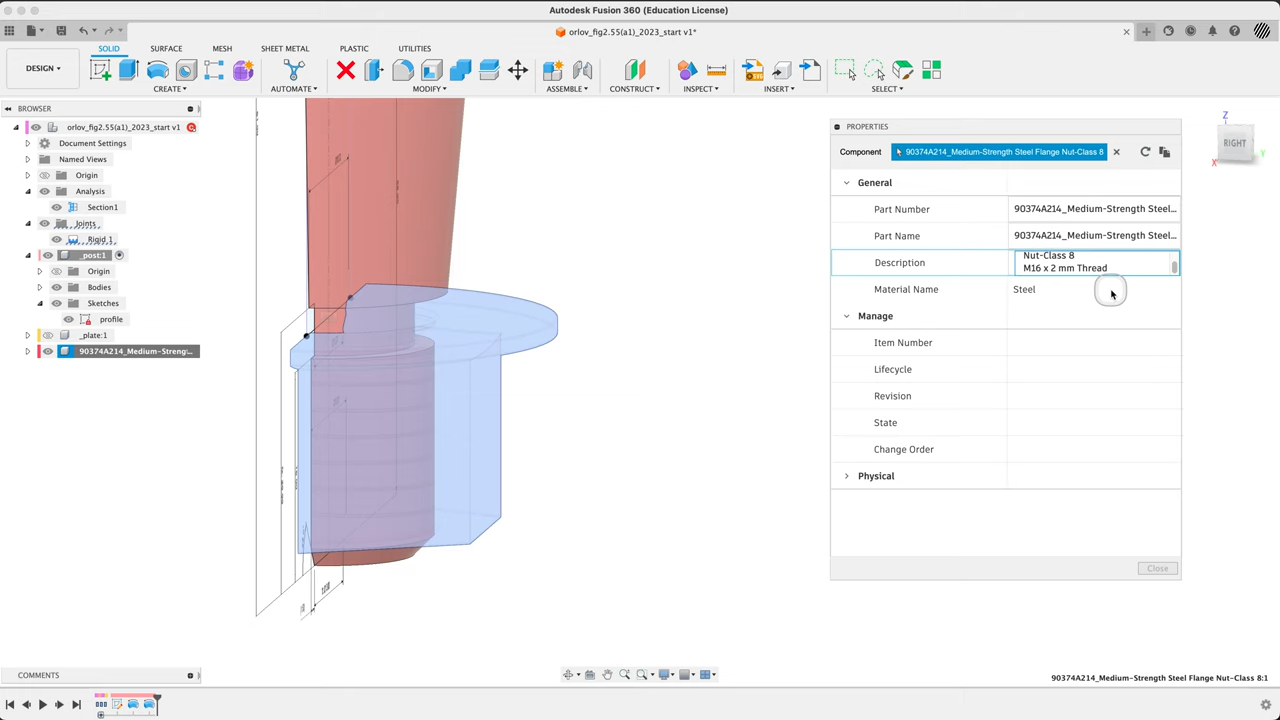 Autodesk Fusion 360 (Education License)
orlov_fig2.55(a1)_2023_start v1*
DESIGN
SOLID SURFACE MESH SHEET METAL PLASTIC UTILITIES
CREATE AUTOMATE MODIFY ASSEMBLE CONSTRUCT INSPECT INSERT SELECT
BROWSER
orlov_fig2.55(a1)_2023_start v1
Document Settings
Named Views
Origin
Analysis
Section1
Joints
Rigid 1
_post:1
Origin
Bodies
Sketches
profile
_plate:1
90374A214_Medium-Streng...
PROPERTIES
Component 90374A214_Medium-Strength Steel Flange Nut-Class 8
General
Part Number 90374A214_Medium-Strength Steel...
Part Name 90374A214_Medium-Strength Steel...
Description Nut-Class 8
M16 x 2 mm Thread
Material Name Steel
Manage
Item Number
Lifecycle
Revision
State
Change Order
Physical
Close
Z
RIGHT
X
Y
COMMENTS
90374A214_Medium-Strength Steel Flange Nut-Class 8:1